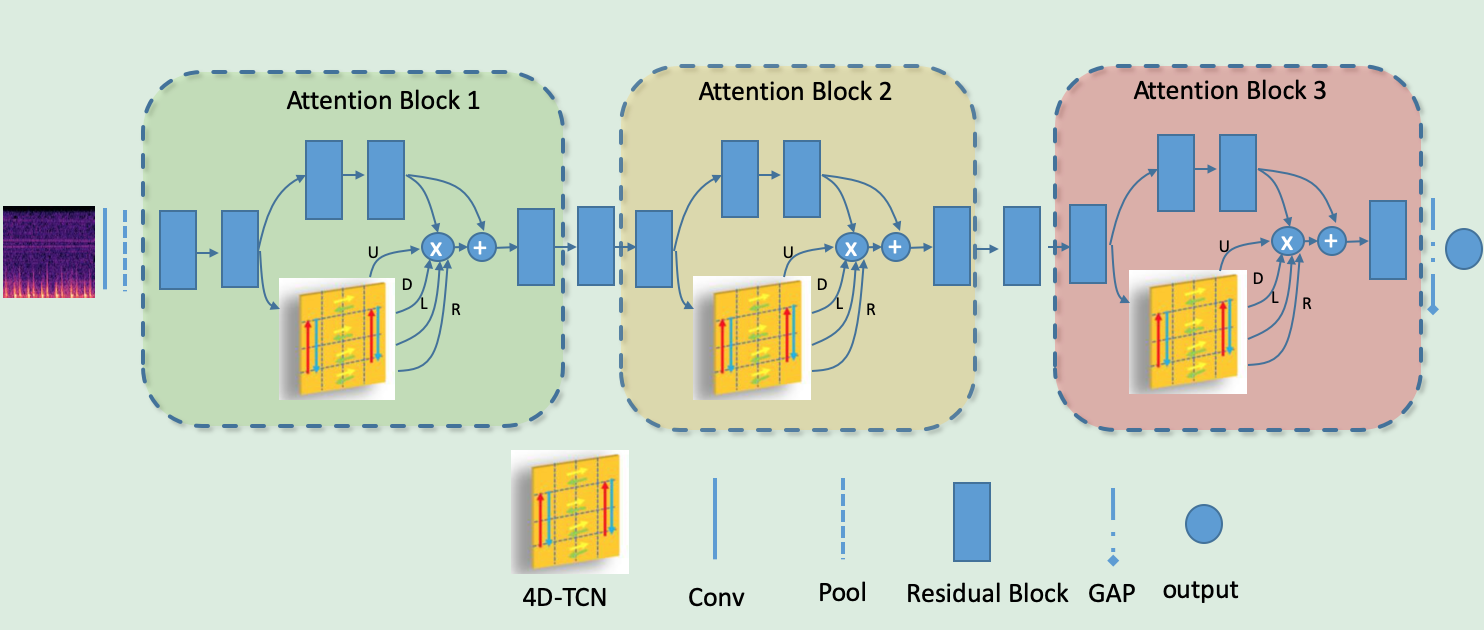 Attention Block 1
Attention Block 2
Attention Block 3
X
+
U
D
L
R
X
+
U
D
L
R
X
+
U
D
L
R
4D-TCN
Conv
Pool
Residual Block
GAP
output